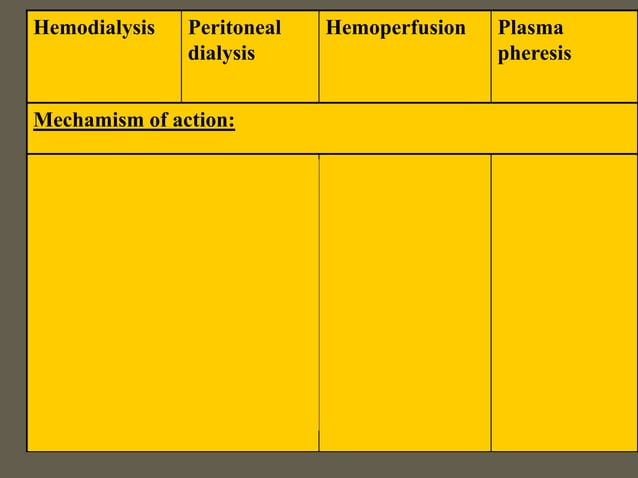 Hemodialysis
Peritoneal
dialysis
Hemoperfusion
Plasma
pheresis
Mechamism of action: